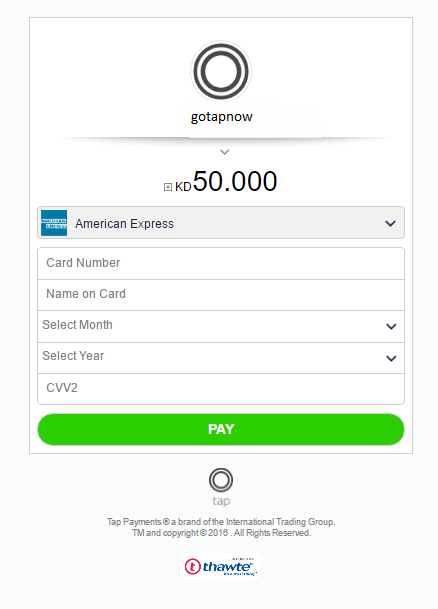 gotapnow
KD50.000
American Express
Card Number
Name on Card
Select Month
Select Year
CVV2
PAY
tap
Tap Payments ® a brand of the International Trading Group.
TM and copyright © 2016 . All Rights Reserved.
thawte